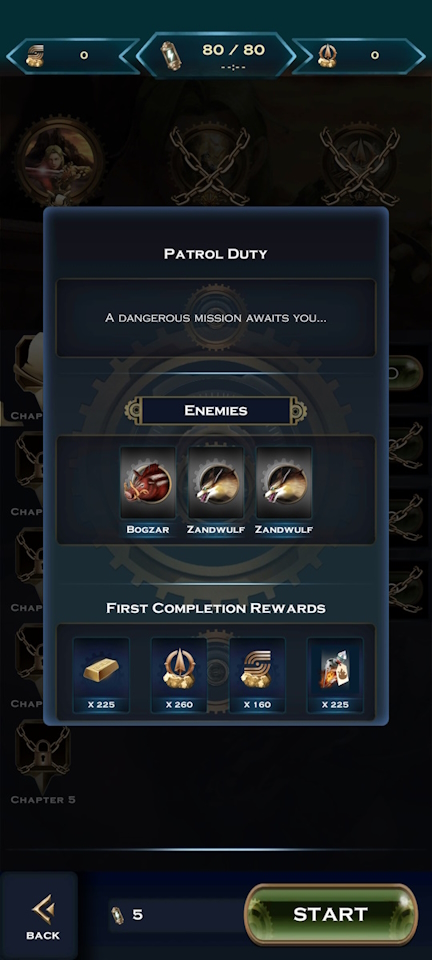 0
80 / 80
--:--
0
Patrol Duty
A dangerous mission awaits you...
Enemies
Bogzar
Zandwulf
Zandwulf
First Completion Rewards
x 225
x 260
x 160
x 225
Chapter 5
BACK
5
START